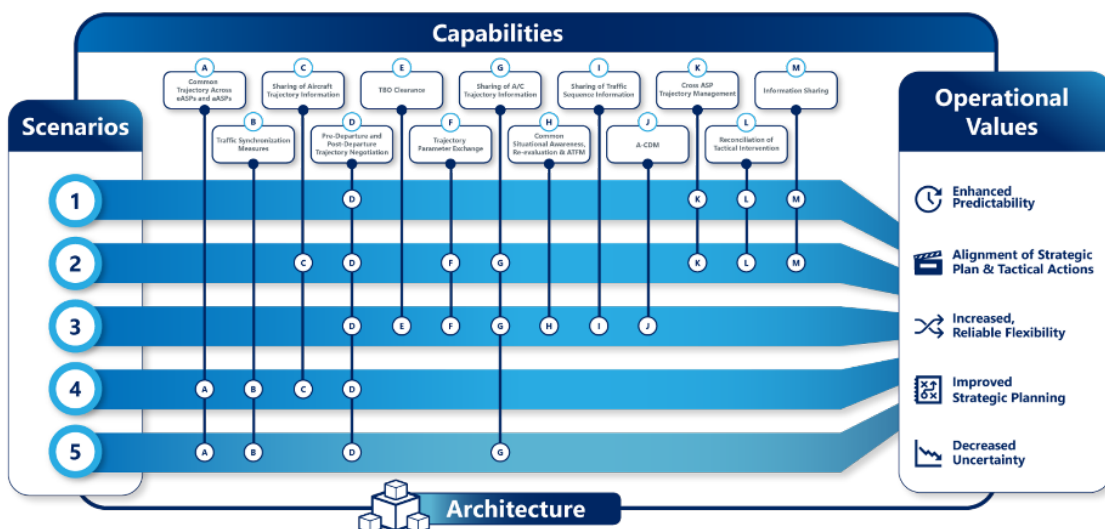 Capabilities
Scenarios
Operational
Values
A
Common
Trajectory Across
eASPs and aASPs
C
Sharing of Aircraft
Trajectory Information
E
TBO Clearance
G
Sharing of A/C
Trajectory Information
I
Sharing of Traffic
Sequence Information
K
Cross ASP
Trajectory Management
M
Information Sharing
B
Traffic Synchronization
Measures
D
Pre-Departure and
Post-Departure
Trajectory Negotiation
F
Trajectory
Parameter Exchange
H
Common
Situational Awareness,
Re-evaluation & ATFM
J
A-CDM
L
Reconciliation of
Tactical Intervention
1
D K L M
2
C D F G K L M
3
D E F G H I J
4
A B C D
5
A B D G
Enhanced
Predictability
Alignment of Strategic
Plan & Tactical Actions
Increased,
Reliable Flexibility
Improved
Strategic Planning
Decreased
Uncertainty
Architecture